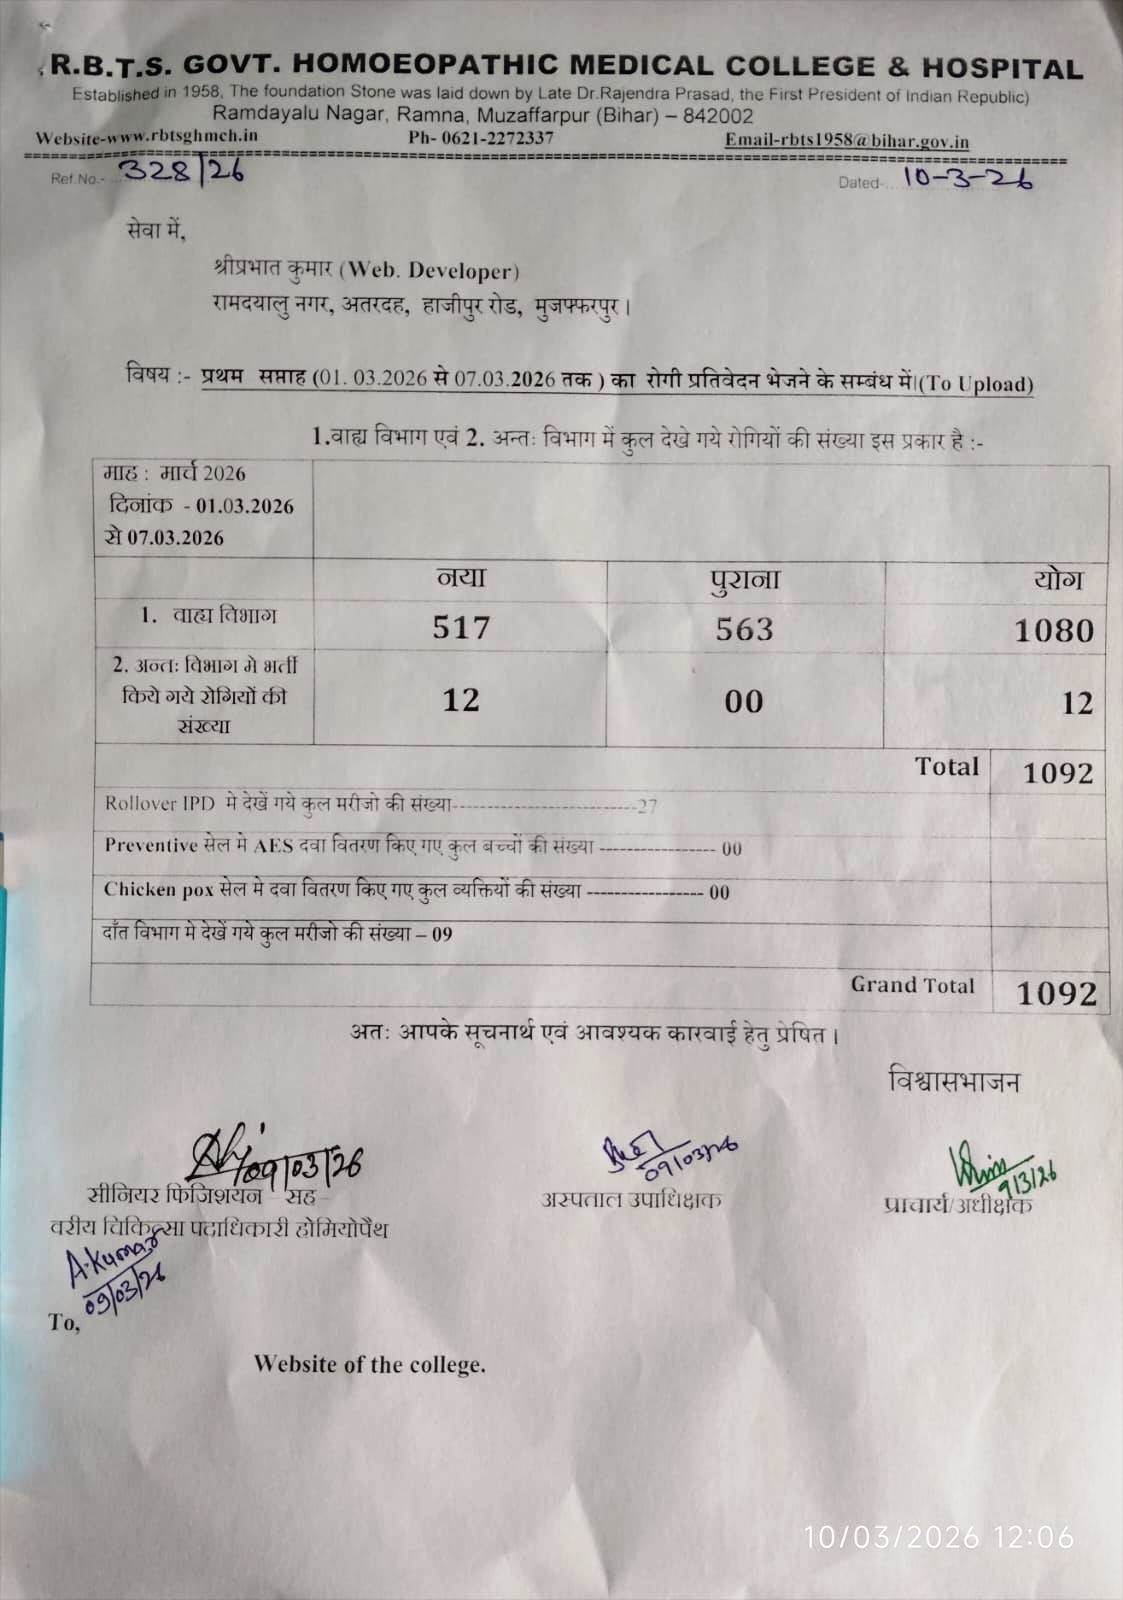 R.B.T.S. GOVT. HOMOEOPATHIC MEDICAL COLLEGE & HOSPITAL
Established in 1958, The foundation Stone was laid down by Late Dr.Rajendra Prasad, the First President of Indian Republic)
Ramdayalu Nagar, Ramna, Muzaffarpur (Bihar) – 842002
Website-www.rbtsghmch.in Ph- 0621-2272337 Email-rbts1958@bihar.gov.in
Ref.No.- 328/26 Dated 10-3-26
सेवा में,
श्रीप्रभात कुमार (Web. Developer)
रामदयालु नगर, अतरदह, हाजीपुर रोड, मुजफ्फरपुर।
विषय :- प्रथम सप्ताह (01. 03.2026 से 07.03.2026 तक ) का रोगी प्रतिवेदन भेजने के सम्बंध में।(To Upload)
1.वाह्य विभाग एवं 2. अन्तः विभाग में कुल देखे गये रोगियों की संख्या इस प्रकार है :-
माह : मार्च 2026
दिनांक - 01.03.2026
से 07.03.2026
नया पुराना योग
1. वाह्य विभाग 517 563 1080
2. अन्तः विभाग मे भर्ती
किये गये रोगियों की 12 00 12
संख्या
Total 1092
Rollover IPD मे देखें गये कुल मरीजो की संख्या---------------------------27
Preventive सेल मे AES दवा वितरण किए गए कुल बच्चों की संख्या ----------------- 00
Chicken pox सेल मे दवा वितरण किए गए कुल व्यक्तियों की संख्या ----------------- 00
दाँत विभाग मे देखें गये कुल मरीजो की संख्या – 09
Grand Total 1092
अतः आपके सूचनार्थ एवं आवश्यक कारवाई हेतु प्रेषित।
विश्वासभाजन
09/03/26 09/03/26 9/3/26
सीनियर फिजिशयन सह अस्पताल उपाधिक्षक प्राचार्य/अधीक्षक
वरीय चिकित्सा पदाधिकारी होमियोपैथ
A.Kumar
09/03/26
To,
Website of the college.
10/03/2026 12:06